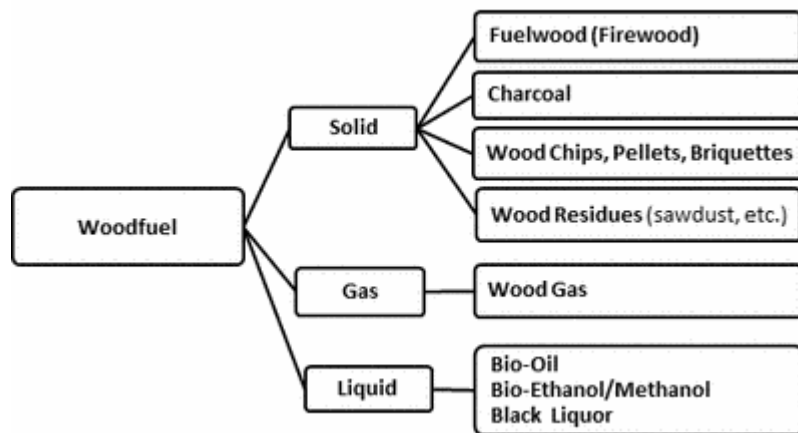 Woodfuel
Solid
Fuelwood (Firewood)
Charcoal
Wood Chips, Pellets, Briquettes
Wood Residues (sawdust, etc.)
Gas
Wood Gas
Liquid
Bio-Oil
Bio-Ethanol/Methanol
Black Liquor